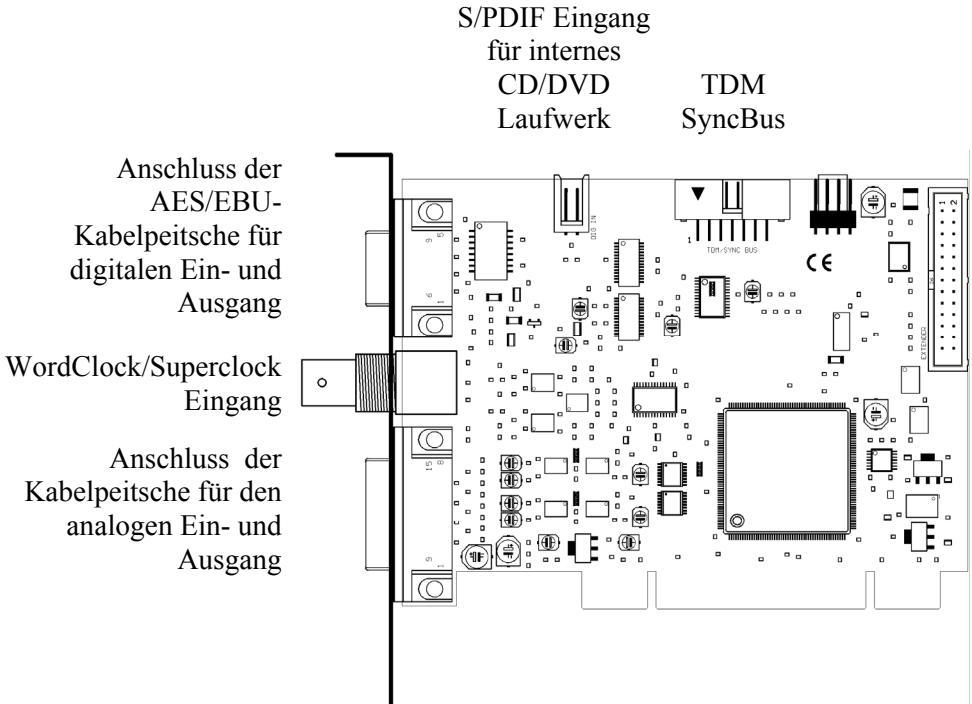 S/PDIF Eingang
für internes
CD/DVD
Laufwerk
TDM
SyncBus
Anschluss der
AES/EBU-
Kabelpeitsche für
digitalen Ein- und
Ausgang
WordClock/Superclock
Eingang
Anschluss der
Kabelpeitsche für den
analogen Ein- und
Ausgang
DIG IN
1
TDM/SYNC BUS
CE
1 2
26
EXTENDER
9 5
6 1
15 8
9 1